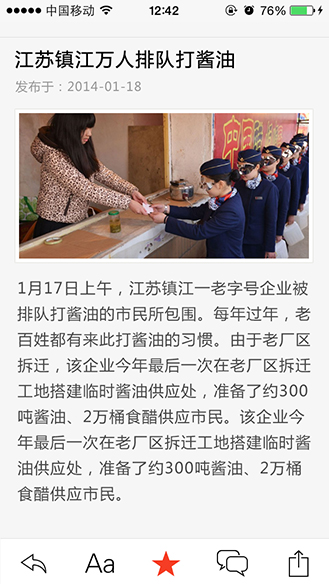 中国移动 12:42 76%
江苏镇江万人排队打酱油
发布于：2014-01-18
1月17日上午，江苏镇江一老字号企业被
排队打酱油的市民所包围。每年过年，老
百姓都有来此打酱油的习惯。由于老厂区
拆迁，该企业今年最后一次在老厂区拆迁
工地搭建临时酱油供应处，准备了约300
吨酱油、2万桶食醋供应市民。该企业今
年最后一次在老厂区拆迁工地搭建临时酱
油供应处，准备了约300吨酱油、2万桶
食醋供应市民。
Aa